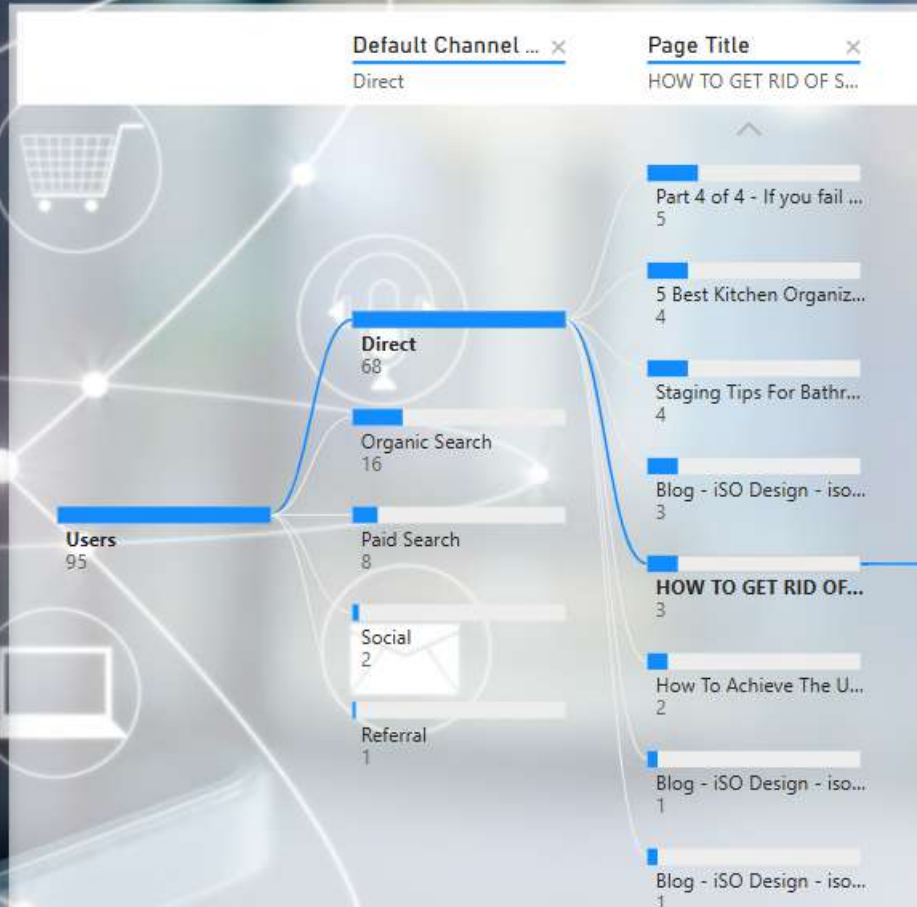 Default Channel ...
Page Title
Direct
HOW TO GET RID OF S...
Users
95
Direct
68
Organic Search
16
Paid Search
8
Social
2
Referral
1
Part 4 of 4 - If you fail ...
5
5 Best Kitchen Organiz...
4
Staging Tips For Bathr...
4
Blog - iSO Design - iso...
3
HOW TO GET RID OF...
3
How To Achieve The U...
2
Blog - iSO Design - iso...
1
Blog - iSO Design - iso...
1